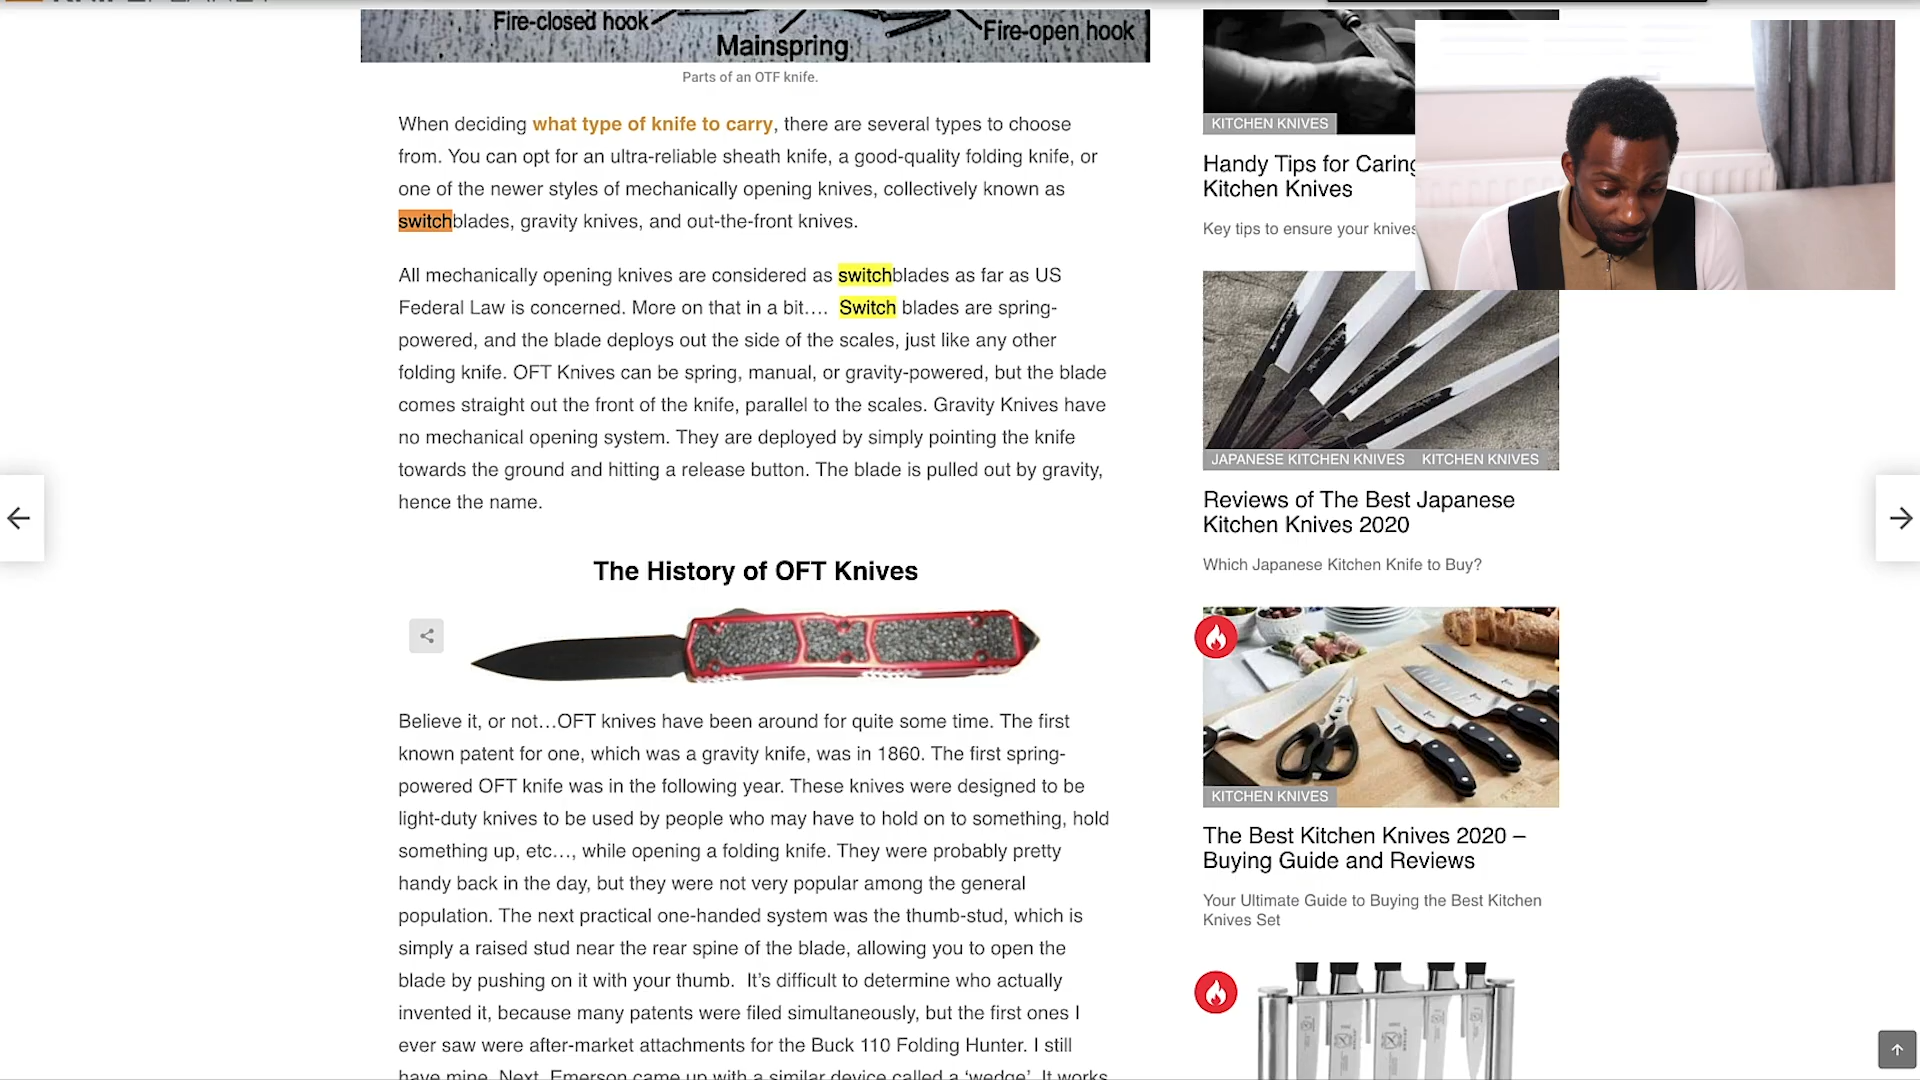 Fire-closed hook
Fire-open hook
Mainspring
Parts of an OTF knife.
When deciding what type of knife to carry, there are several types to choose
from. You can opt for an ultra-reliable sheath knife, a good-quality folding knife, or
one of the newer styles of mechanically opening knives, collectively known as
switchblades, gravity knives, and out-the-front knives.
All mechanically opening knives are considered as switchblades as far as US
Federal Law is concerned. More on that in a bit.... Switch blades are spring-
powered, and the blade deploys out the side of the scales, just like any other
folding knife. OFT Knives can be spring, manual, or gravity-powered, but the blade
comes straight out the front of the knife, parallel to the scales. Gravity Knives have
no mechanical opening system. They are deployed by simply pointing the knife
towards the ground and hitting a release button. The blade is pulled out by gravity,
hence the name.
The History of OFT Knives
Believe it, or not…OFT knives have been around for quite some time. The first
known patent for one, which was a gravity knife, was in 1860. The first spring-
powered OFT knife was in the following year. These knives were designed to be
light-duty knives to be used by people who may have to hold on to something, hold
something up, etc…, while opening a folding knife. They were probably pretty
handy back in the day, but they were not very popular among the general
population. The next practical one-handed system was the thumb-stud, which is
simply a raised stud near the rear spine of the blade, allowing you to open the
blade by pushing on it with your thumb. It's difficult to determine who actually
invented it, because many patents were filed simultaneously, but the first ones I
ever saw were after-market attachments for the Buck 110 Folding Hunter. I still
have mine. Next, Emerson came up with a similar device called a 'wedge'. It works
KITCHEN KNIVES
Handy Tips for Caring
Kitchen Knives
Key tips to ensure your knives
JAPANESE KITCHEN KNIVES KITCHEN KNIVES
Reviews of The Best Japanese
Kitchen Knives 2020
Which Japanese Kitchen Knife to Buy?
KITCHEN KNIVES
The Best Kitchen Knives 2020 –
Buying Guide and Reviews
Your Ultimate Guide to Buying the Best Kitchen
Knives Set